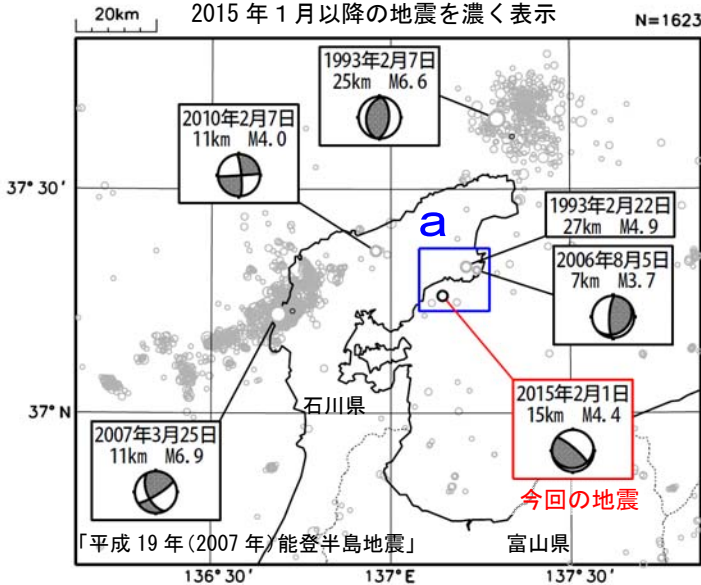 20km
2015年1月以降の地震を濃く表示
N=1623
1993年2月7日
25km M6.6
2010年2月7日
11km M4.0
37°30′
a
1993年2月22日
27km M4.9
2006年8月5日
7km M3.7
石川県
37°N
2015年2月1日
15km M4.4
2007年3月25日
11km M6.9
今回の地震
「平成19年(2007年)能登半島地震」
富山県
136°30′
137°E
137°30′